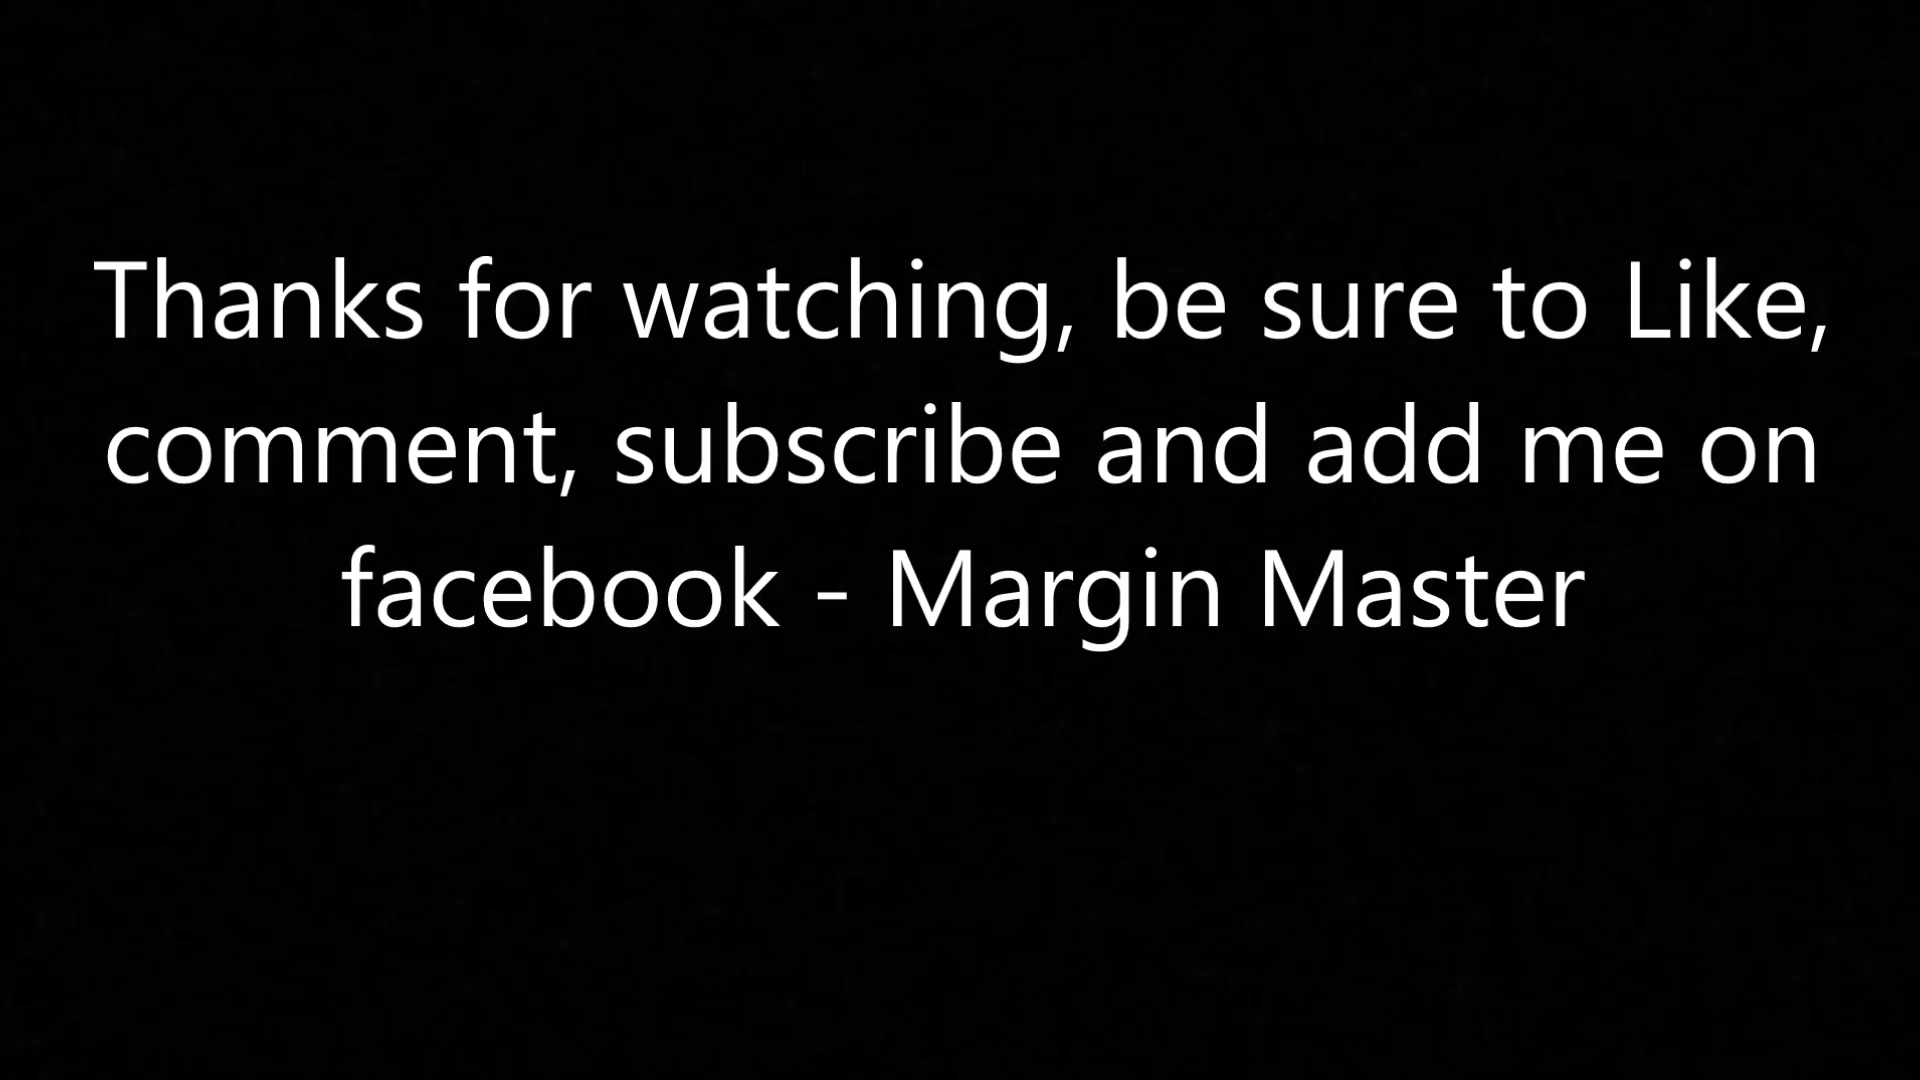 Thanks for watching, be sure to Like,
comment, subscribe and add me on
facebook - Margin Master